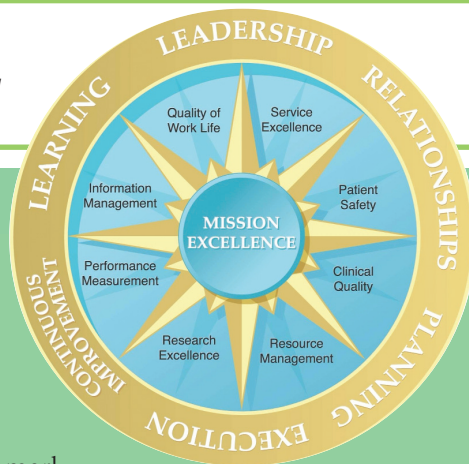 LEADERSHIP
RELATIONSHIPS
PLANNING
EXECUTION
CONTINUOUS
IMPROVEMENT
LEARNING
Quality of
Work Life
Service
Excellence
Patient
Safety
Clinical
Quality
Resource
Management
Research
Excellence
Performance
Measurement
Information
Management
MISSION
EXCELLENCE